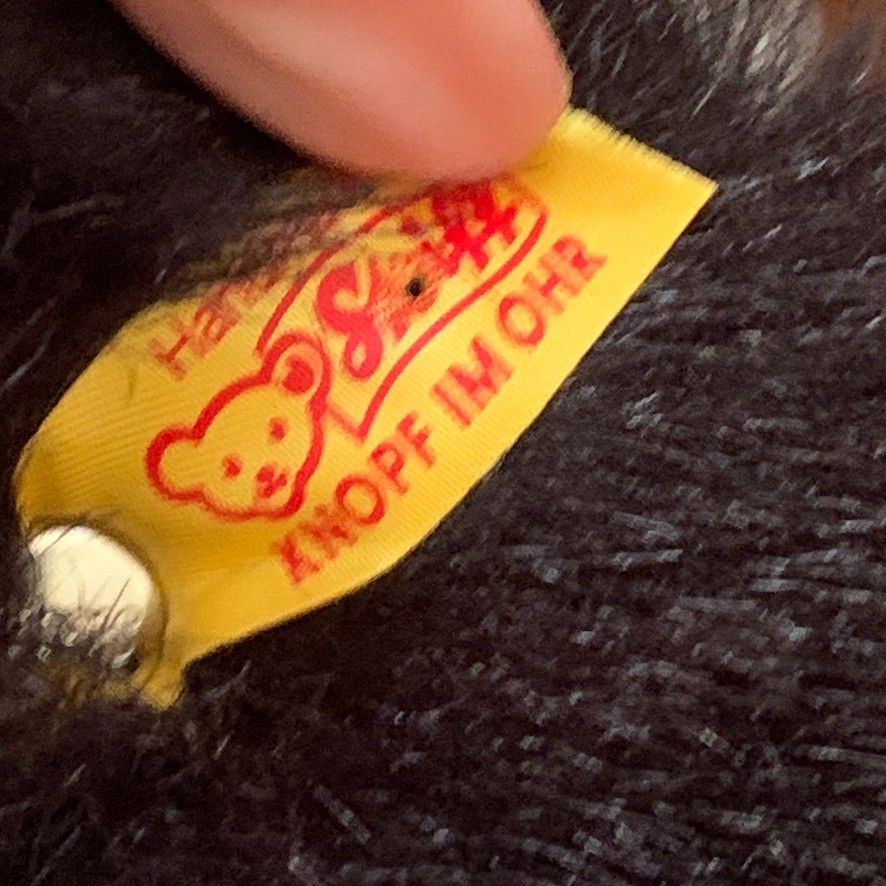 Steiff
KNOPF IM OHR